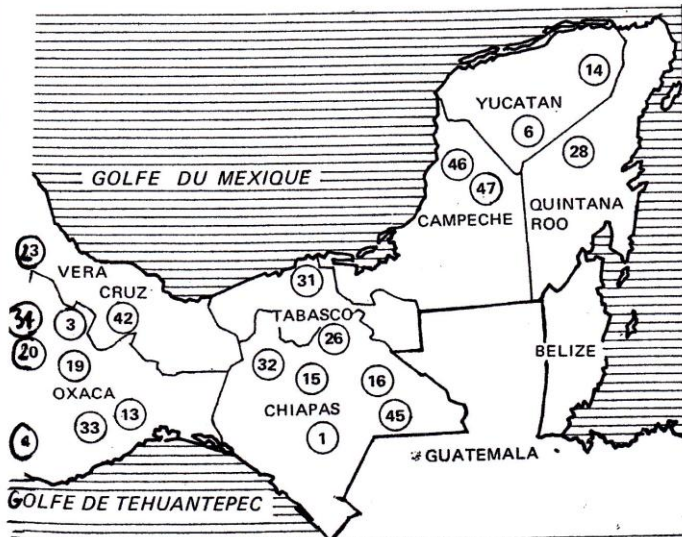 14
YUCATAN
6
28
46
GOLFE DU MEXIQUE
47
QUINTANA
ROO
CAMPECHE
23
VERA
CRUZ
31
34
3
42
TABASCO
20
26
BELIZE
32
19
15
16
OXACA
13
CHIAPAS
45
33
1
4
GUATEMALA
GOLFE DE TEHUANTEPEC